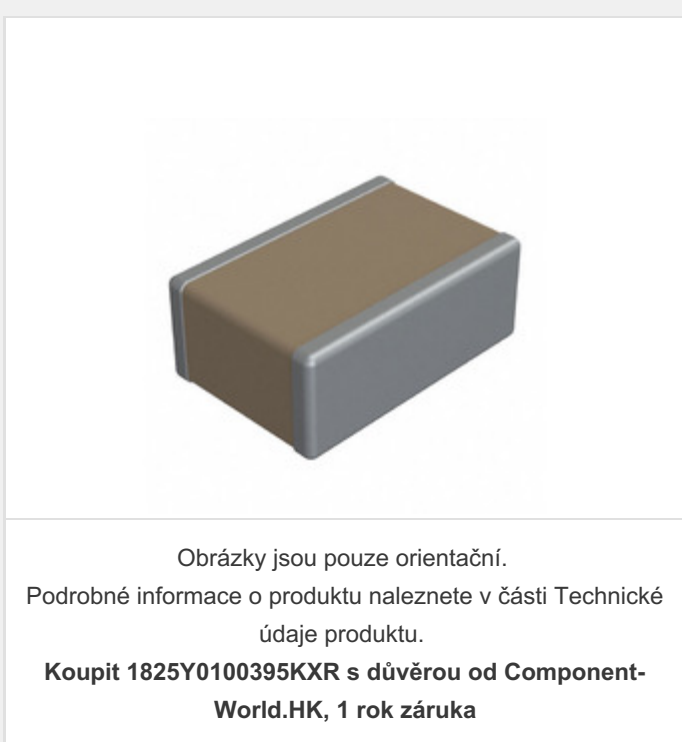 Obrázky jsou pouze orientační.
Podrobné informace o produktu naleznete v části Technické
údaje produktu.
Koupit 1825Y0100395KXR s důvěrou od Component-
World.HK, 1 rok záruka